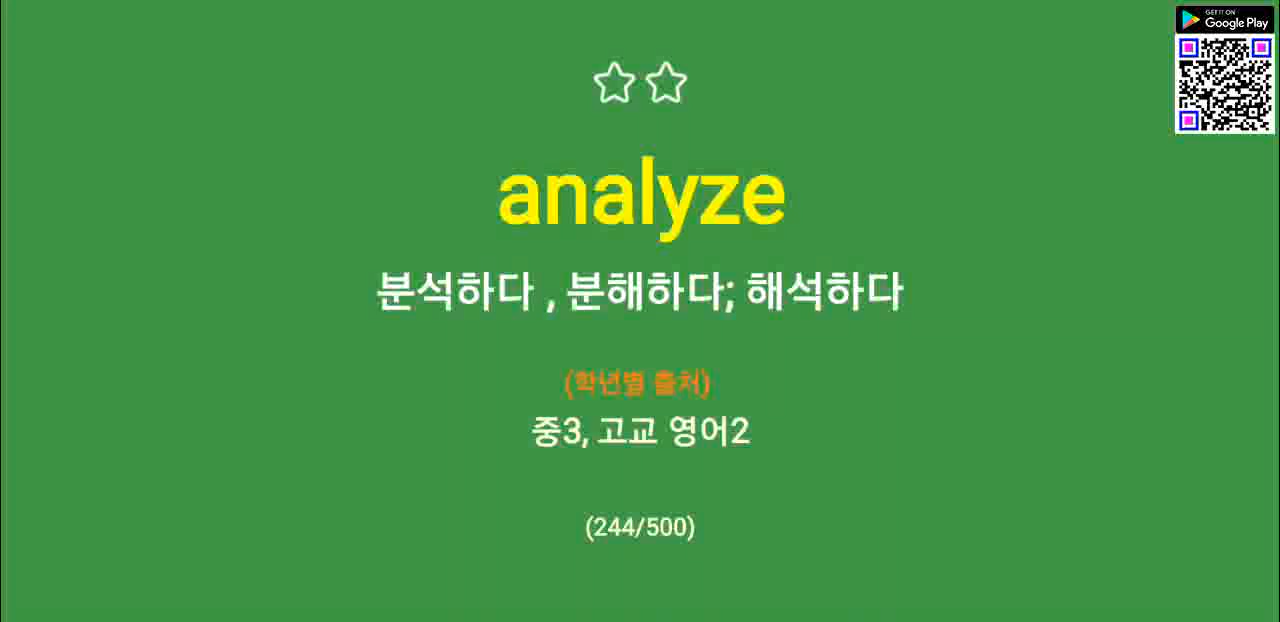 GET IT ON
Google Play
analyze
분석하다 , 분해하다; 해석하다
(학년별 출처)
중3, 고교 영어2
(244/500)